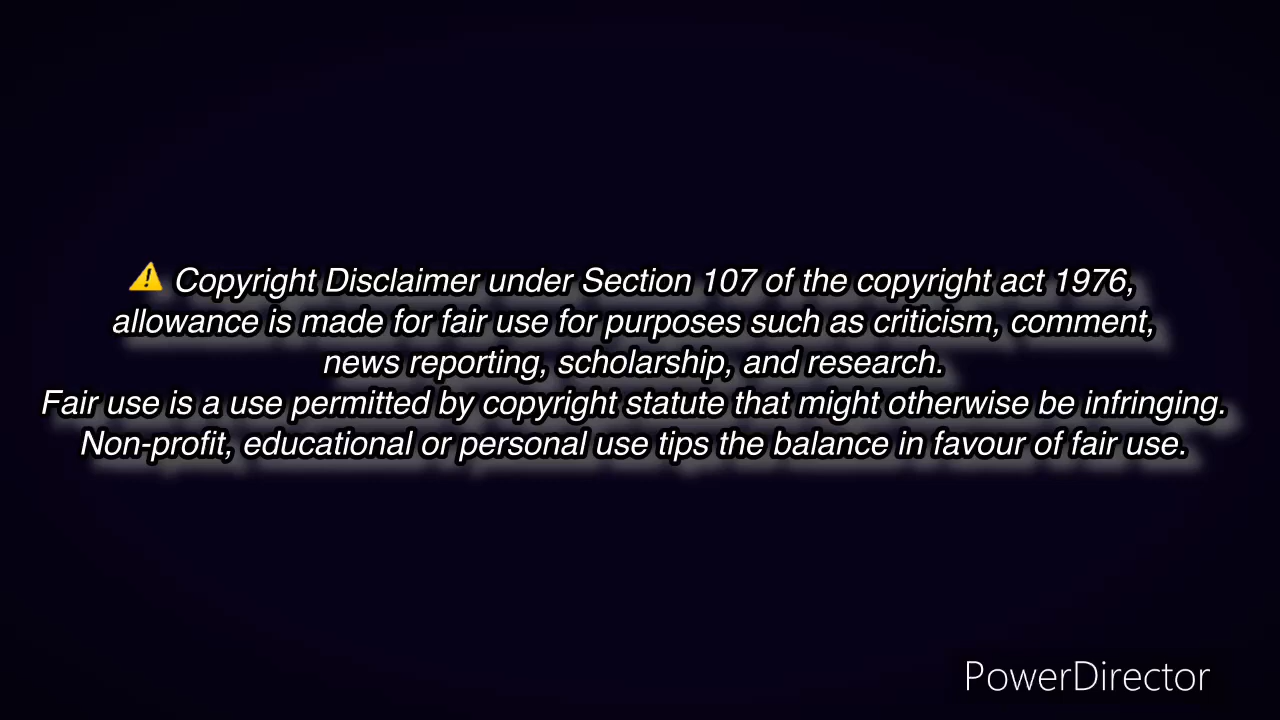 ⚠️ Copyright Disclaimer under Section 107 of the copyright act 1976,
allowance is made for fair use for purposes such as criticism, comment,
news reporting, scholarship, and research.
Fair use is a use permitted by copyright statute that might otherwise be infringing.
Non-profit, educational or personal use tips the balance in favour of fair use.
PowerDirector